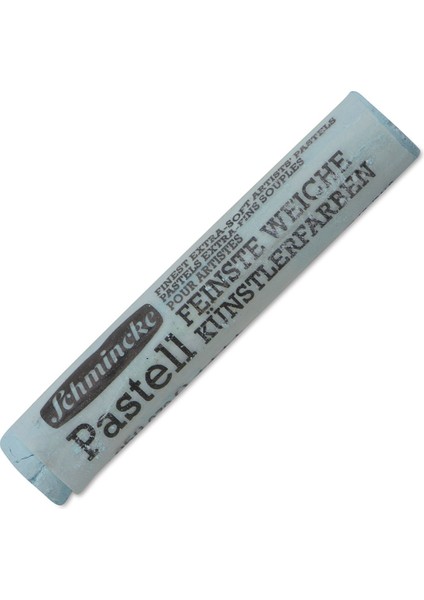 Schmincke
FINEST EXTRA-SOFT ARTISTS' PASTELS
PASTELS EXTRA-FINS SOUPLES
POUR ARTISTES
Pastell FEINSTE WEICHE
KÜNSTLERFARBEN